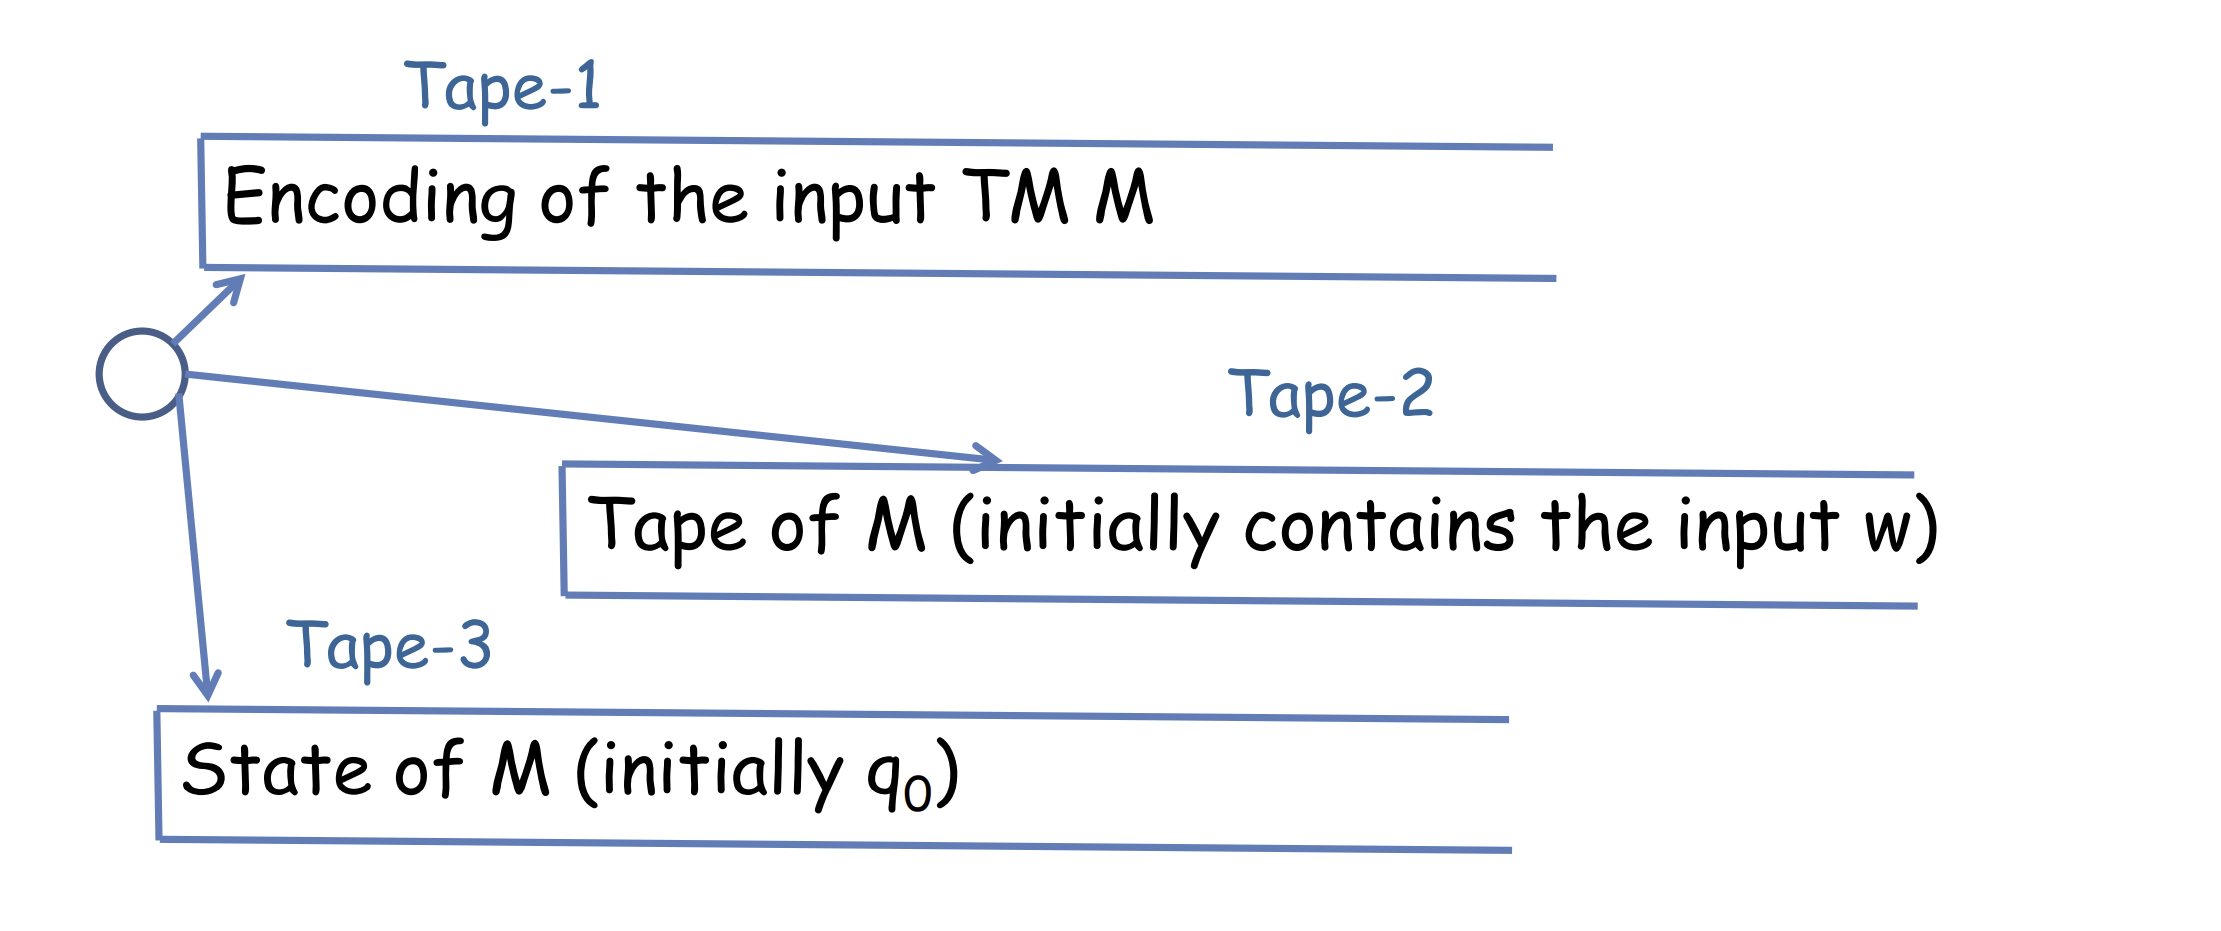 Tape-1
Encoding of the input TM M
Tape-2
Tape of M (initially contains the input w)
Tape-3
State of M (initially q₀)